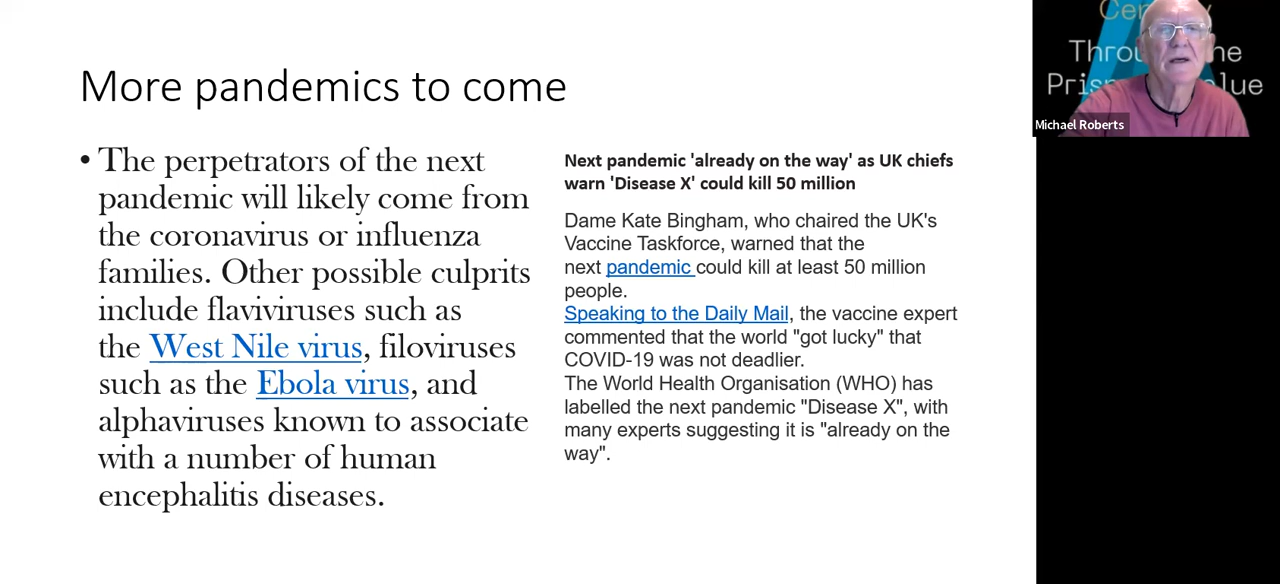 More pandemics to come
• The perpetrators of the next
pandemic will likely come from
the coronavirus or influenza
families. Other possible culprits
include flaviviruses such as
the West Nile virus, filoviruses
such as the Ebola virus, and
alphaviruses known to associate
with a number of human
encephalitis diseases.
Next pandemic 'already on the way' as UK chiefs
warn 'Disease X' could kill 50 million
Dame Kate Bingham, who chaired the UK's
Vaccine Taskforce, warned that the
next pandemic could kill at least 50 million
people.
Speaking to the Daily Mail, the vaccine expert
commented that the world "got lucky" that
COVID-19 was not deadlier.
The World Health Organisation (WHO) has
labelled the next pandemic "Disease X", with
many experts suggesting it is "already on the
way".
Michael Roberts